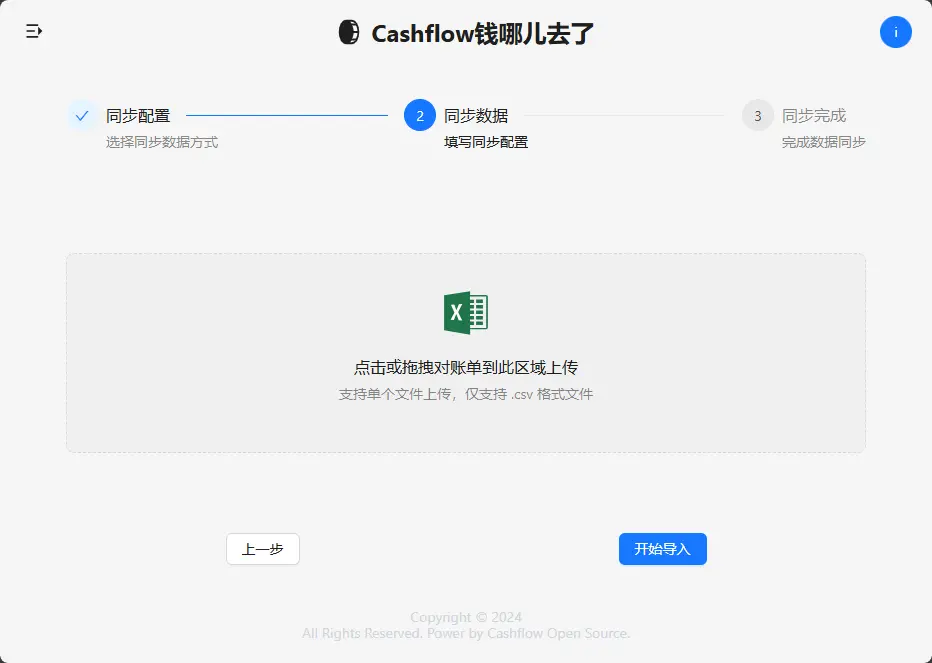 Cashflow钱哪儿去了
i
同步配置
选择同步数据方式
2
同步数据
填写同步配置
3
同步完成
完成数据同步
X
点击或拖拽对账单到此区域上传
支持单个文件上传，仅支持 .csv 格式文件
上一步
开始导入
Copyright © 2024
All Rights Reserved. Power by Cashflow Open Source.